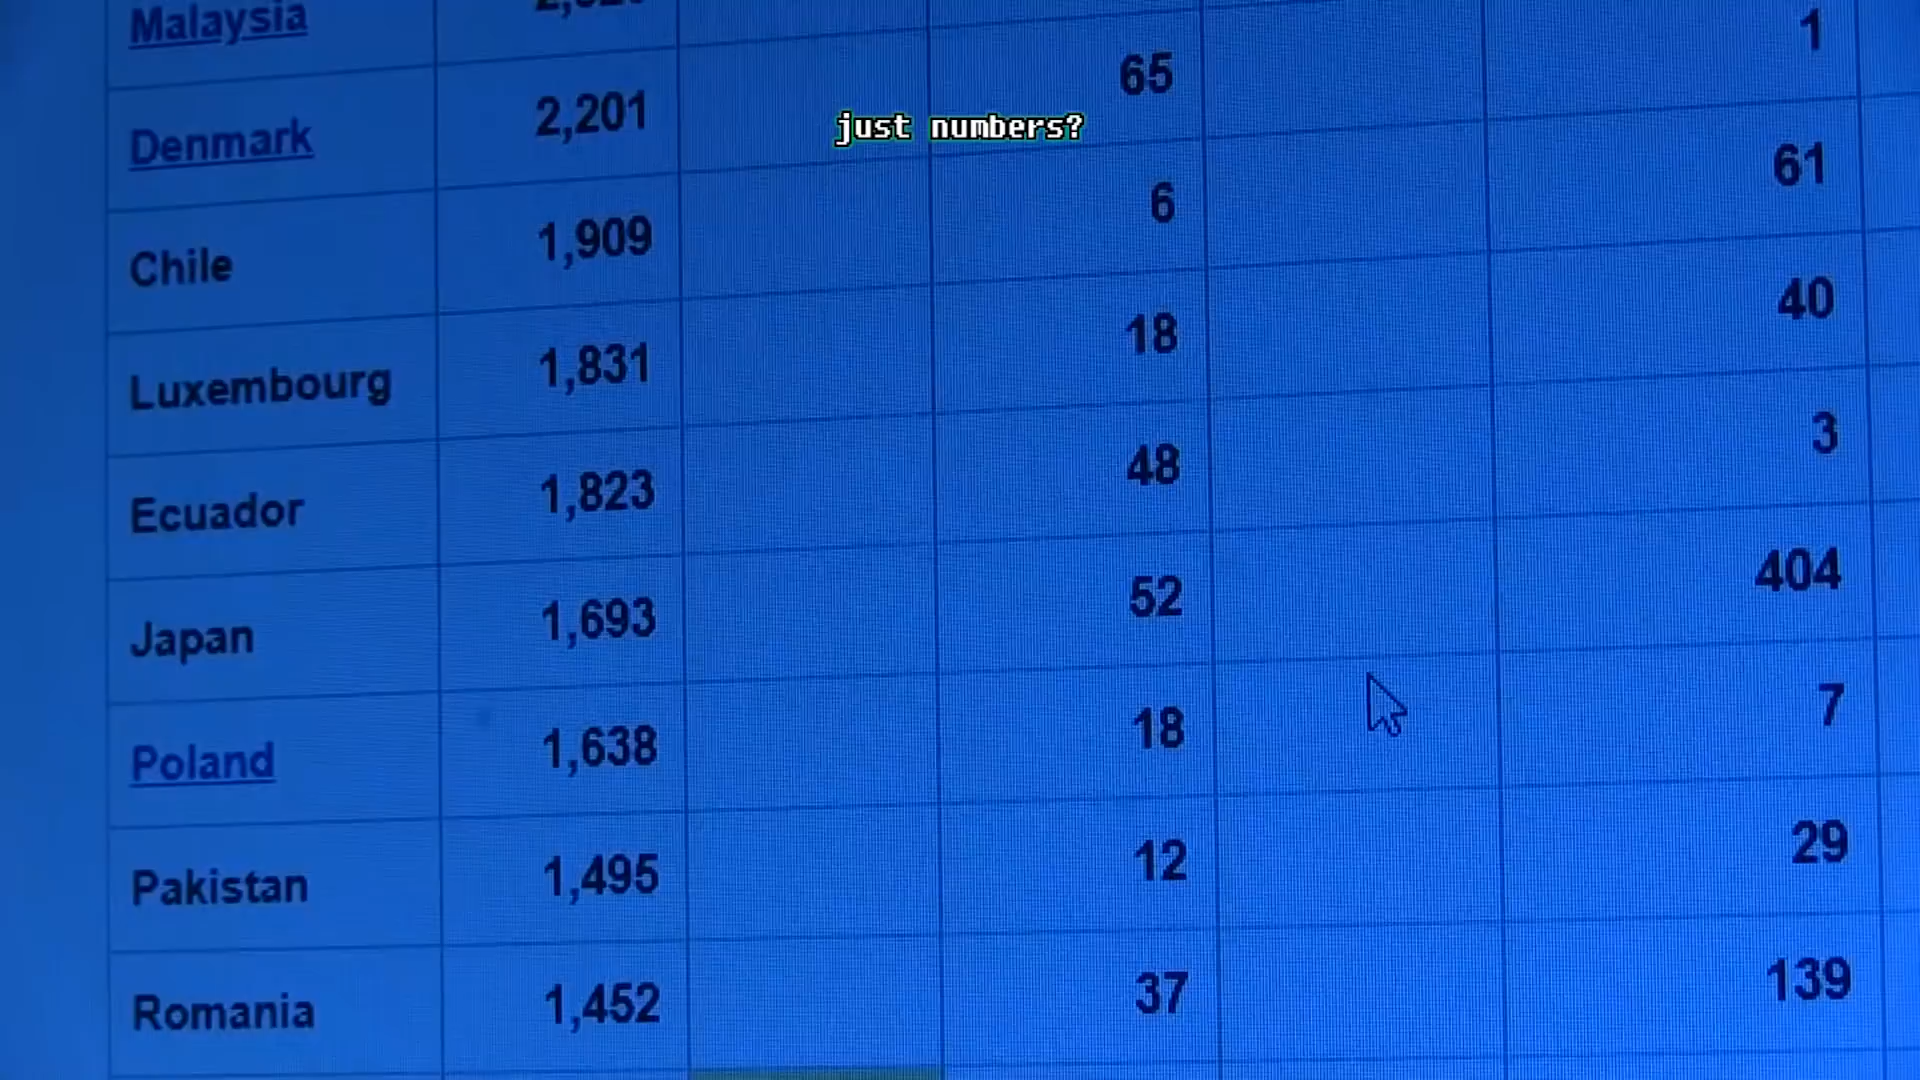 Malaysia
1
Denmark 2,201 65
just numbers?
Chile 1,909 6 61
Luxembourg 1,831 18 40
Ecuador 1,823 48 3
Japan 1,693 52 404
Poland 1,638 18 7
Pakistan 1,495 12 29
Romania 1,452 37 139